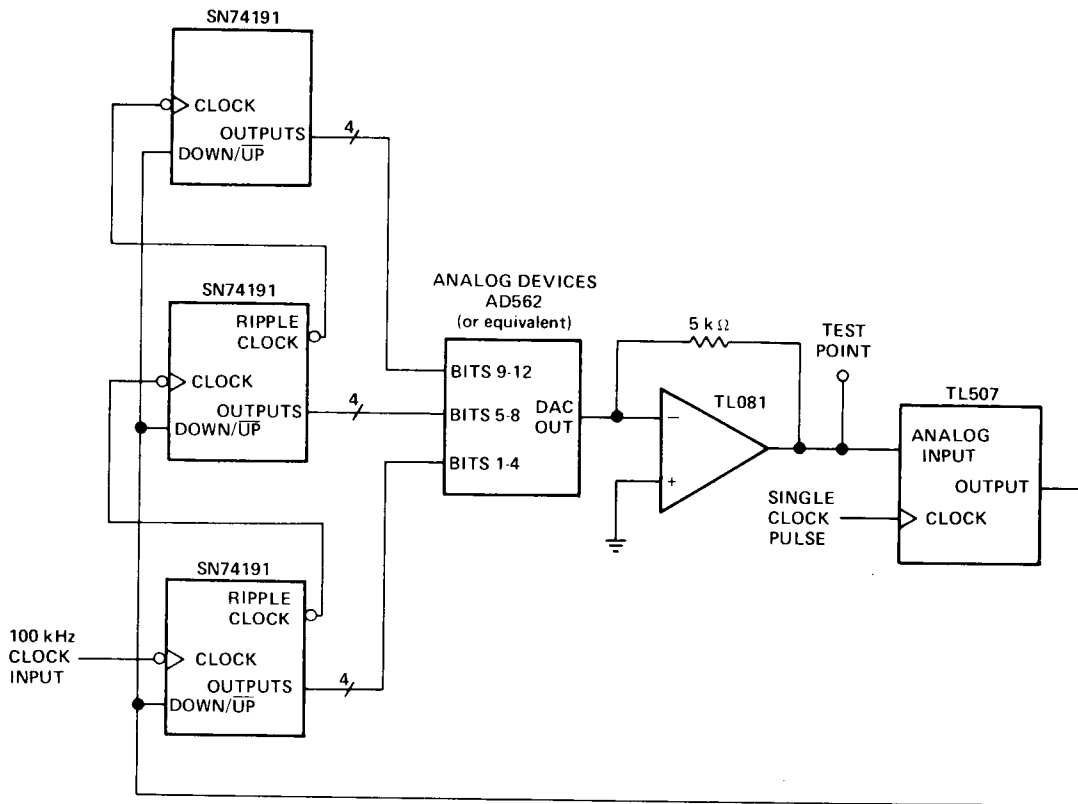 SN74191
CLOCK
OUTPUTS
4
DOWN/UP
SN74191
RIPPLE
CLOCK
CLOCK
OUTPUTS
4
DOWN/UP
SN74191
RIPPLE
CLOCK
100 kHz
CLOCK
INPUT
CLOCK
OUTPUTS
4
DOWN/UP
ANALOG DEVICES
AD562
(or equivalent)
BITS 9-12
BITS 5-8
BITS 1-4
DAC
OUT
5 kΩ
TL081
−
+
TEST
POINT
TL507
ANALOG
INPUT
OUTPUT
CLOCK
SINGLE
CLOCK
PULSE